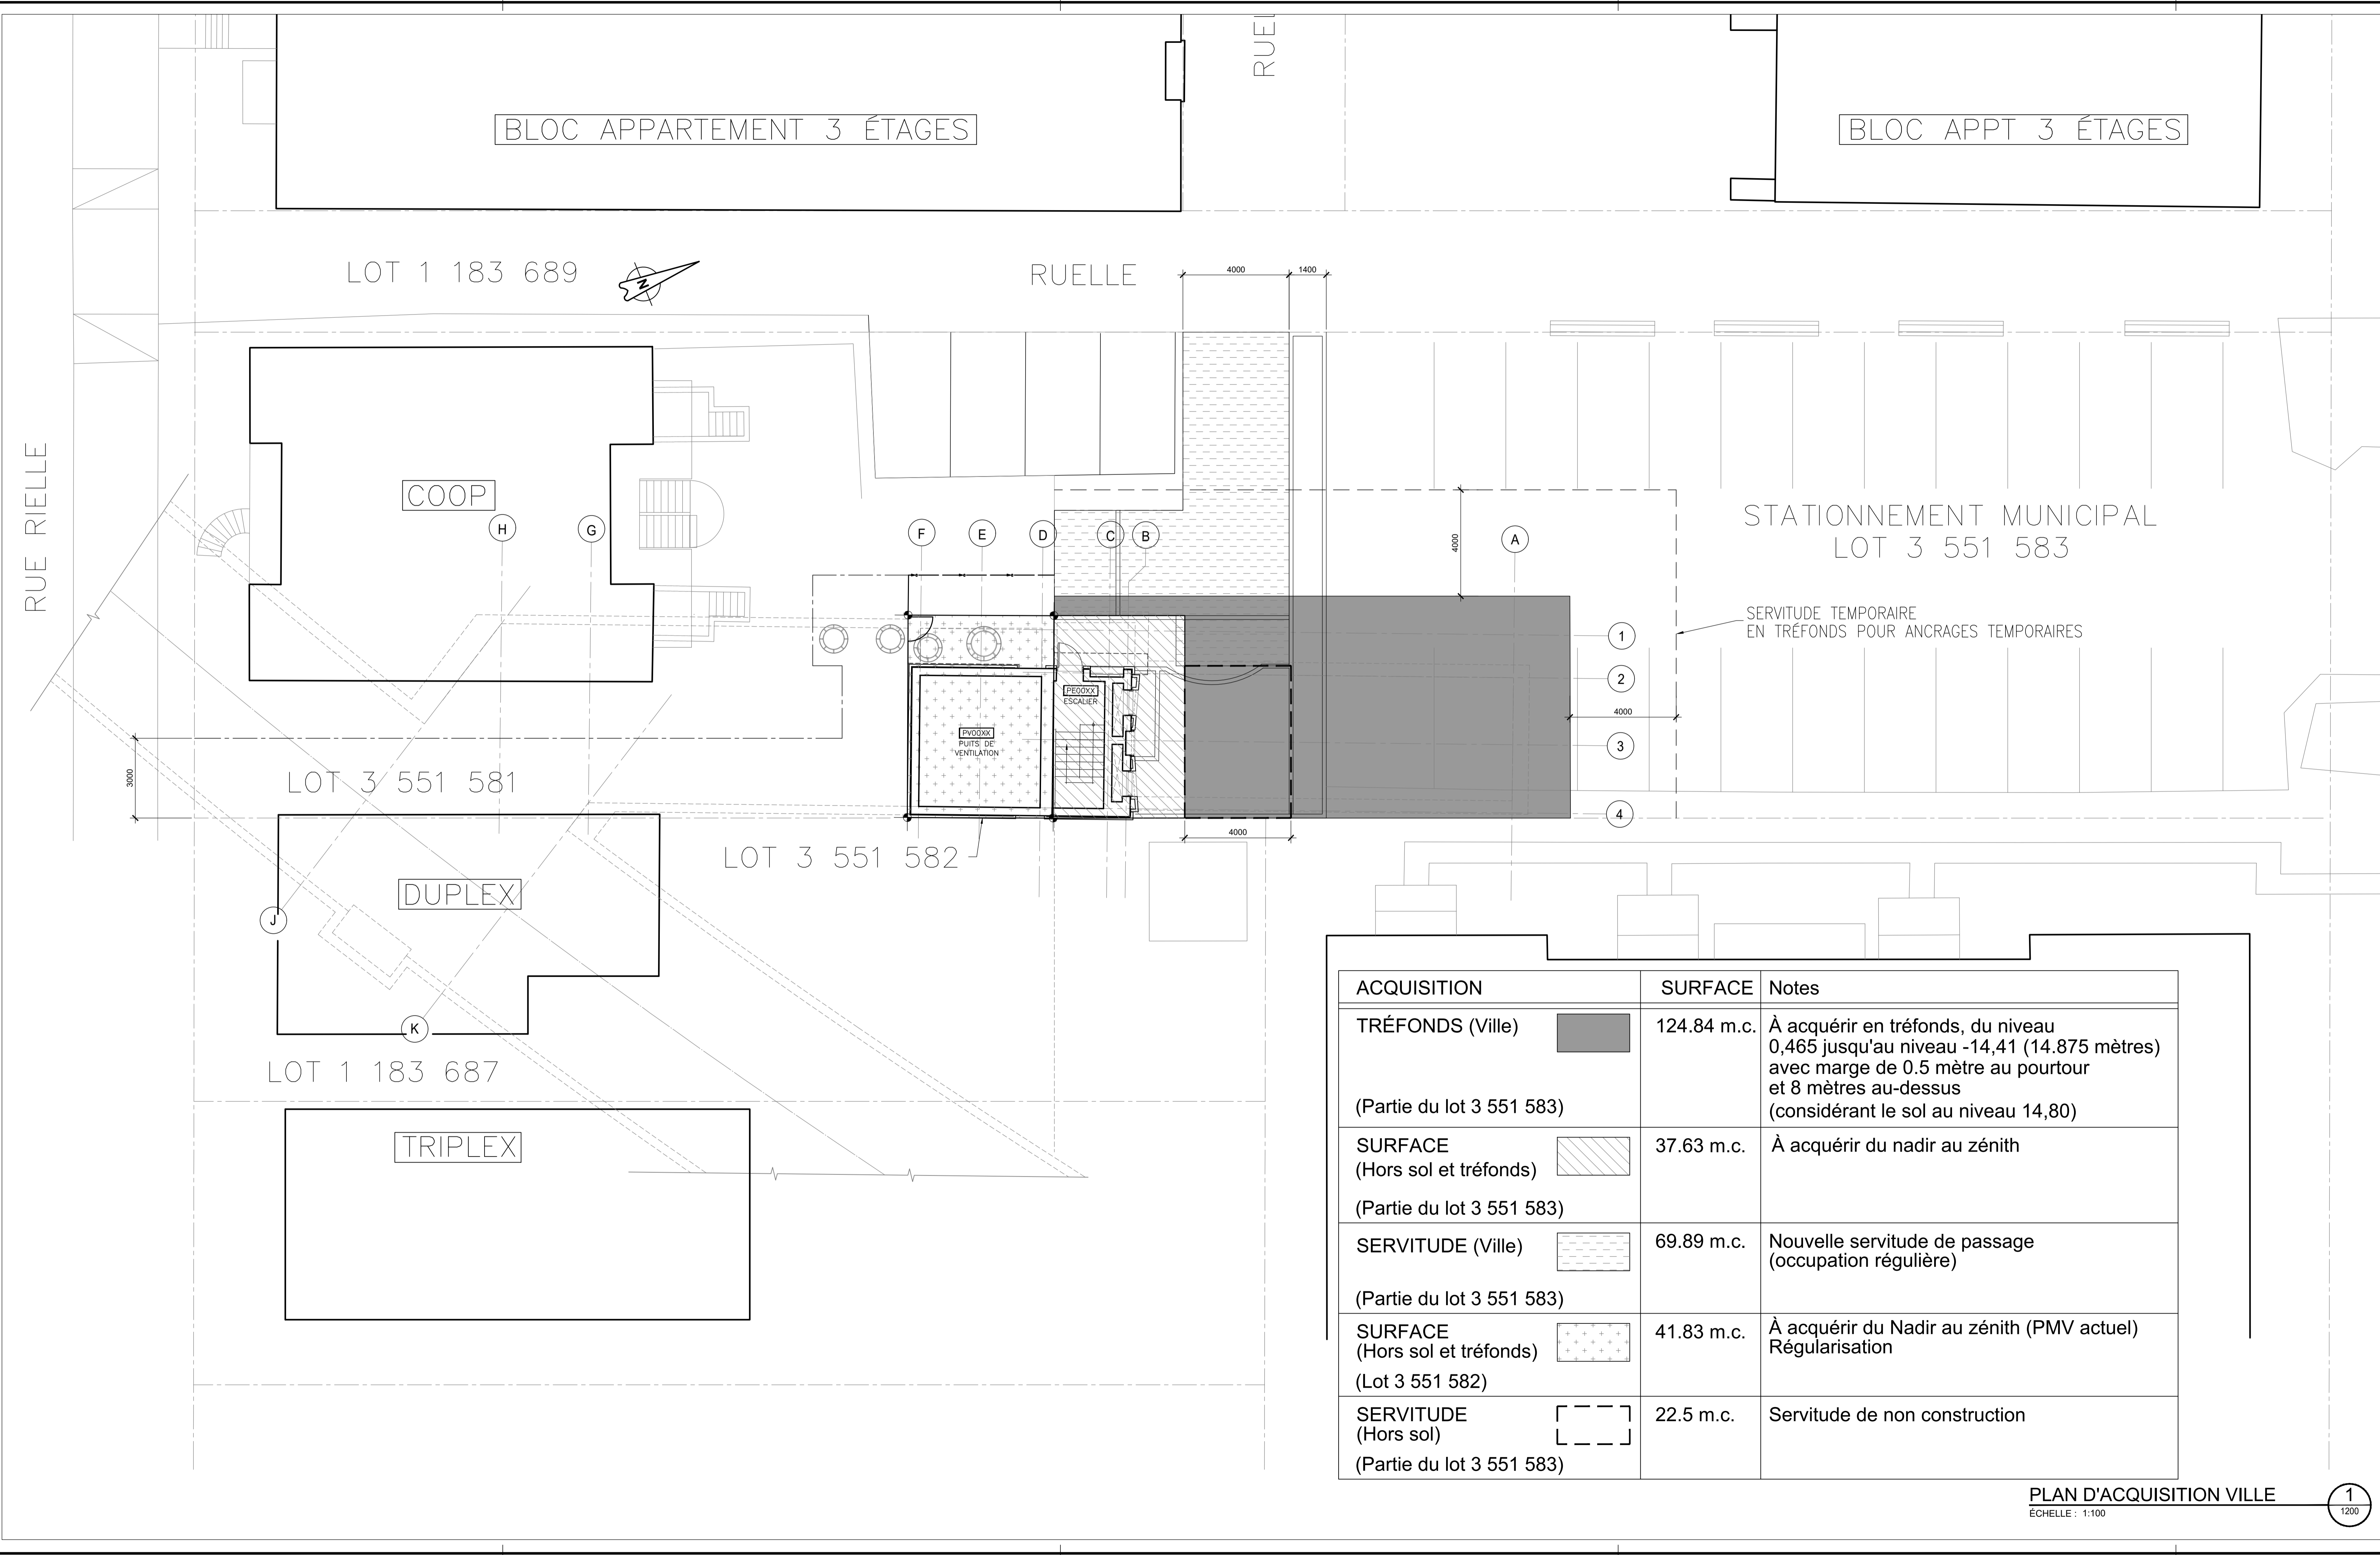 RUEL
BLOC APPARTEMENT 3 ÉTAGES
BLOC APPT 3 ÉTAGES
LOT 1 183 689
N
RUELLE
4000
1400
RUE RIELLE
COOP
H
G
F
E
D
C
B
A
4000
STATIONNEMENT MUNICIPAL
LOT 3 551 583
SERVITUDE TEMPORAIRE
EN TRÉFONDS POUR ANCRAGES TEMPORAIRES
1
2
3
4
4000
PE00XX
ESCALIER
PV00XX
PUITS DE
VENTILATION
3000
LOT 3 551 581
4000
LOT 3 551 582
DUPLEX
J
K
LOT 1 183 687
TRIPLEX
ACQUISITION SURFACE Notes
TRÉFONDS (Ville) 124.84 m.c. À acquérir en tréfonds, du niveau
0,465 jusqu'au niveau -14,41 (14.875 mètres)
avec marge de 0.5 mètre au pourtour
et 8 mètres au-dessus
(Partie du lot 3 551 583) (considérant le sol au niveau 14,80)
SURFACE 37.63 m.c. À acquérir du nadir au zénith
(Hors sol et tréfonds)
(Partie du lot 3 551 583)
SERVITUDE (Ville) 69.89 m.c. Nouvelle servitude de passage
(occupation régulière)
(Partie du lot 3 551 583)
SURFACE 41.83 m.c. À acquérir du Nadir au zénith (PMV actuel)
(Hors sol et tréfonds) Régularisation
(Lot 3 551 582)
SERVITUDE 22.5 m.c. Servitude de non construction
(Hors sol)
(Partie du lot 3 551 583)
PLAN D'ACQUISITION VILLE
ÉCHELLE : 1:100
1
1200